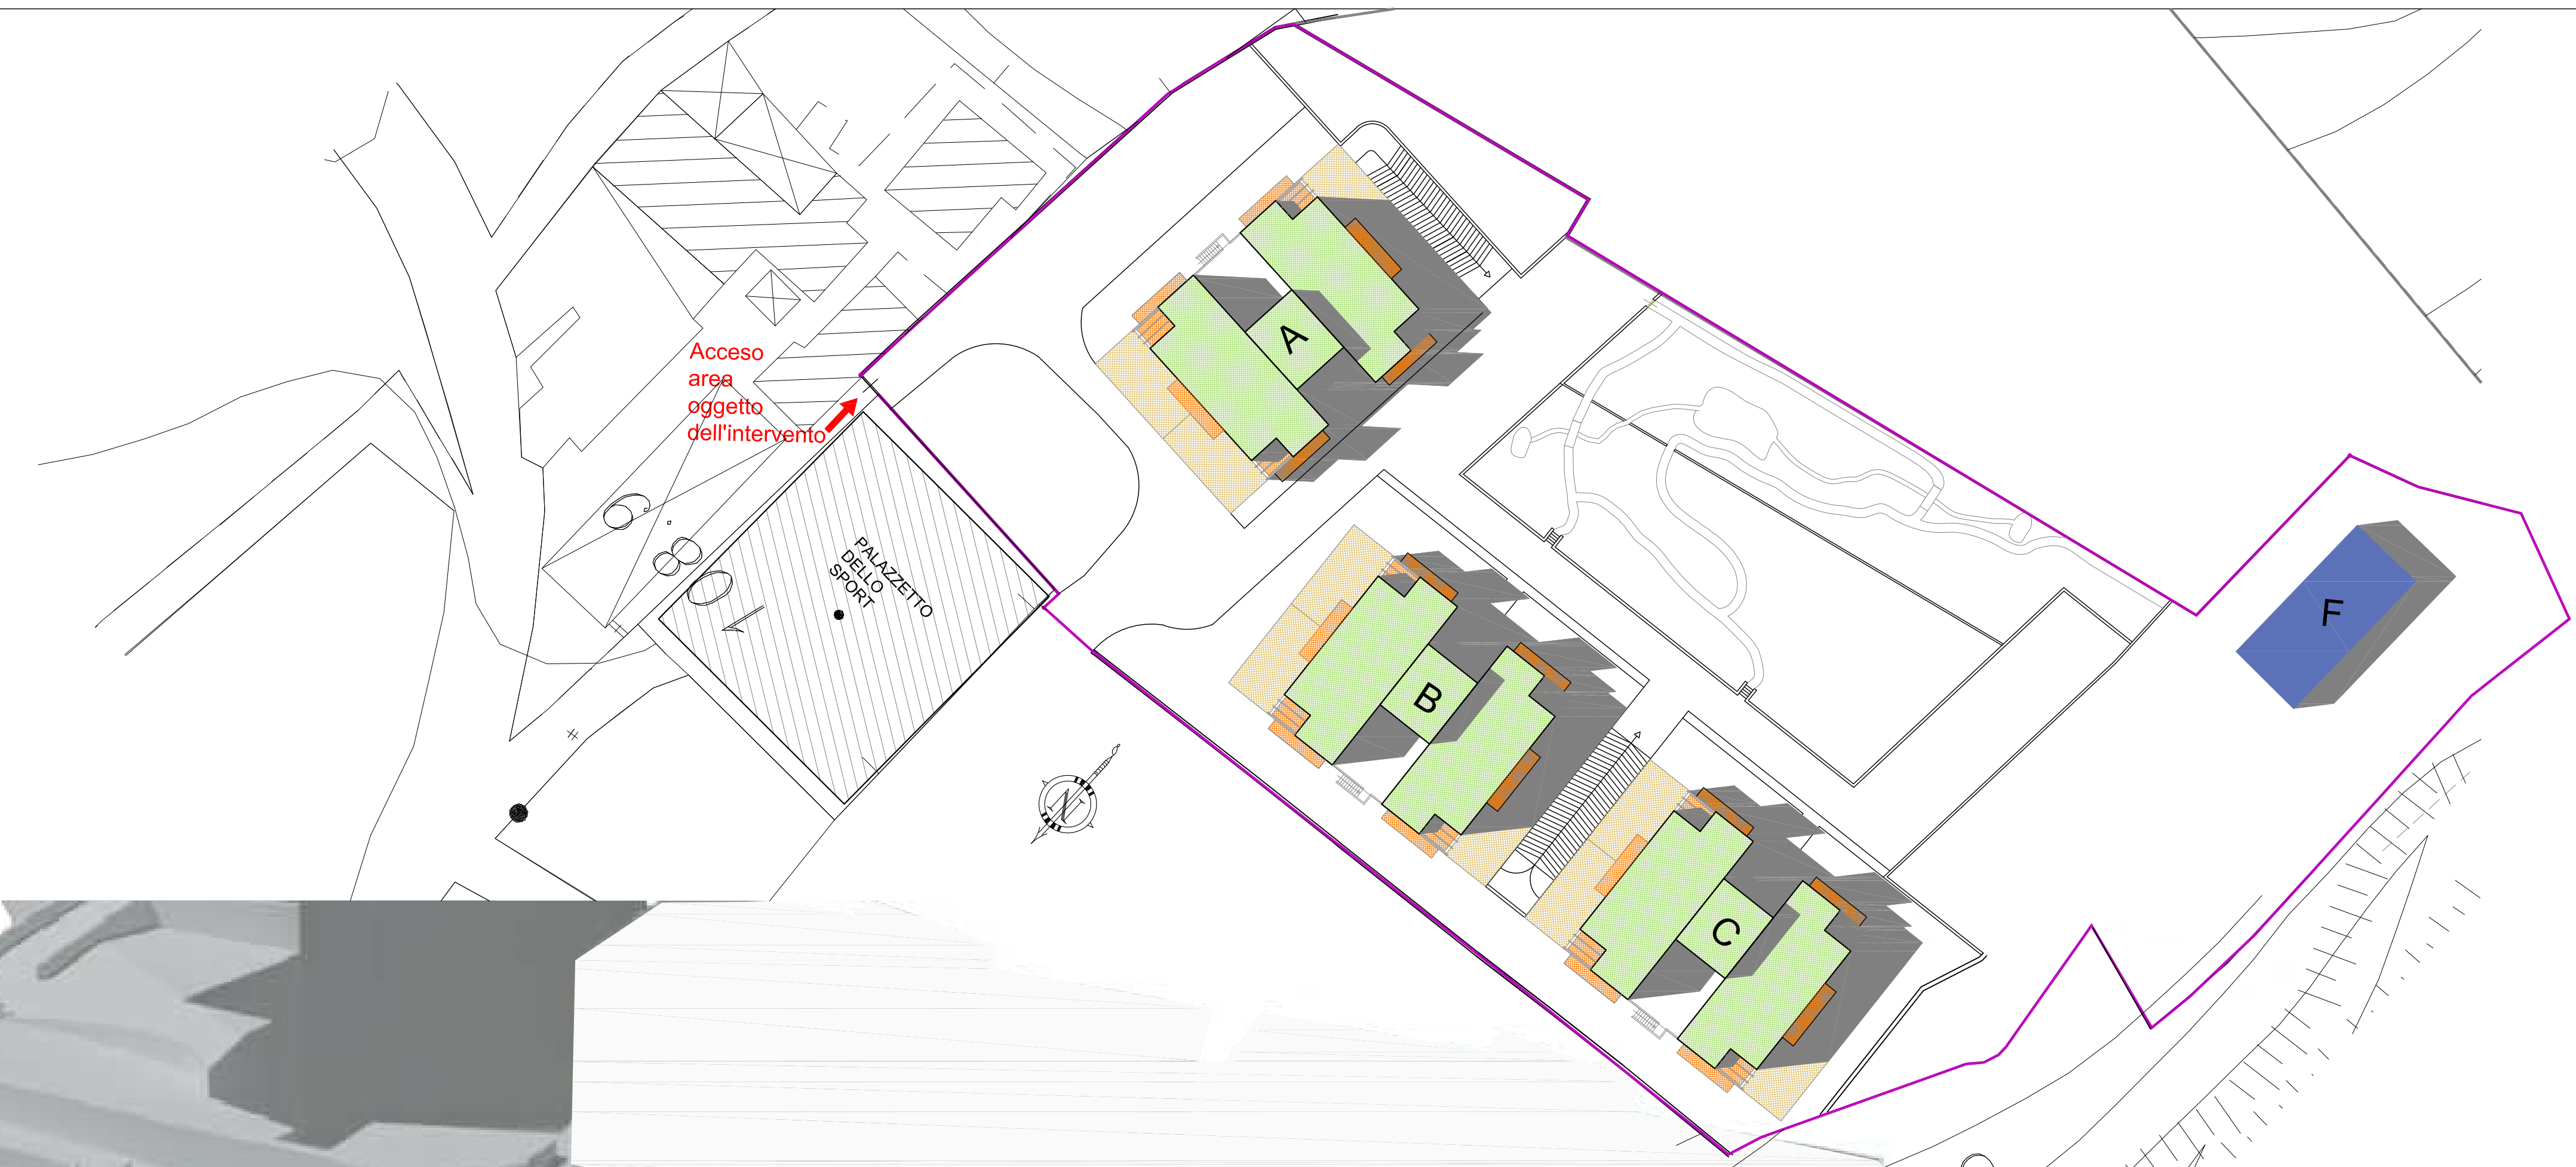 Acceso
area
oggetto
dell'intervento
PALAZZETTO
DELLO
SPORT
A
B
C
F
N